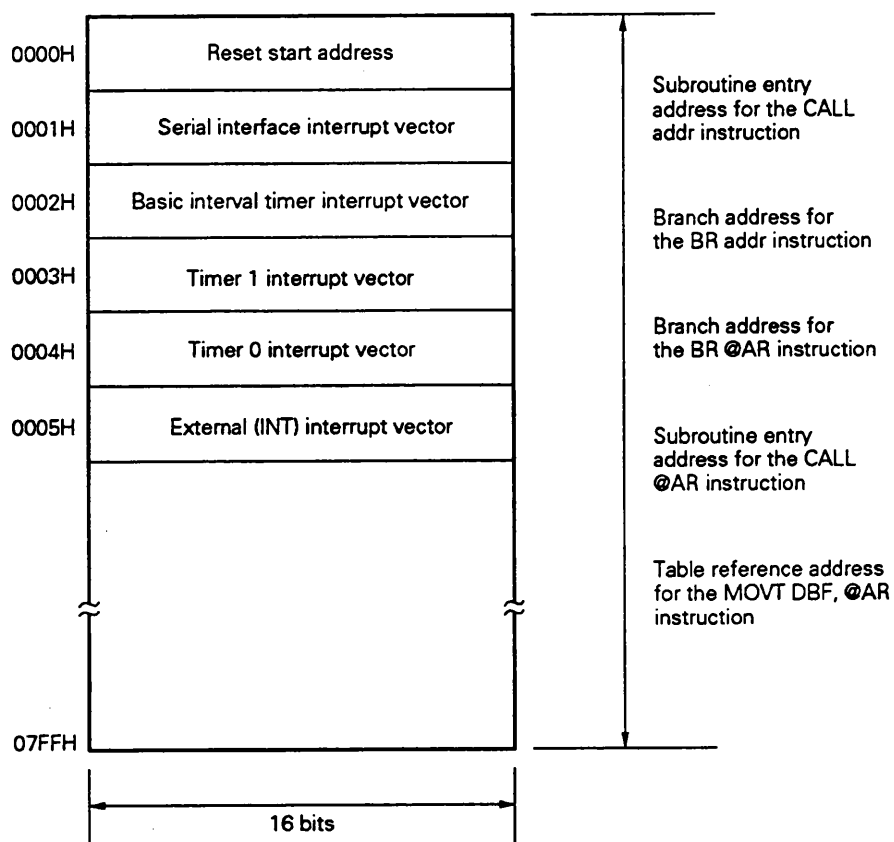 0000H
Reset start address
0001H
Serial interface interrupt vector
0002H
Basic interval timer interrupt vector
0003H
Timer 1 interrupt vector
0004H
Timer 0 interrupt vector
0005H
External (INT) interrupt vector
07FFH
16 bits
Subroutine entry
address for the CALL
addr instruction
Branch address for
the BR addr instruction
Branch address for
the BR @AR instruction
Subroutine entry
address for the CALL
@AR instruction
Table reference address
for the MOVT DBF, @AR
instruction